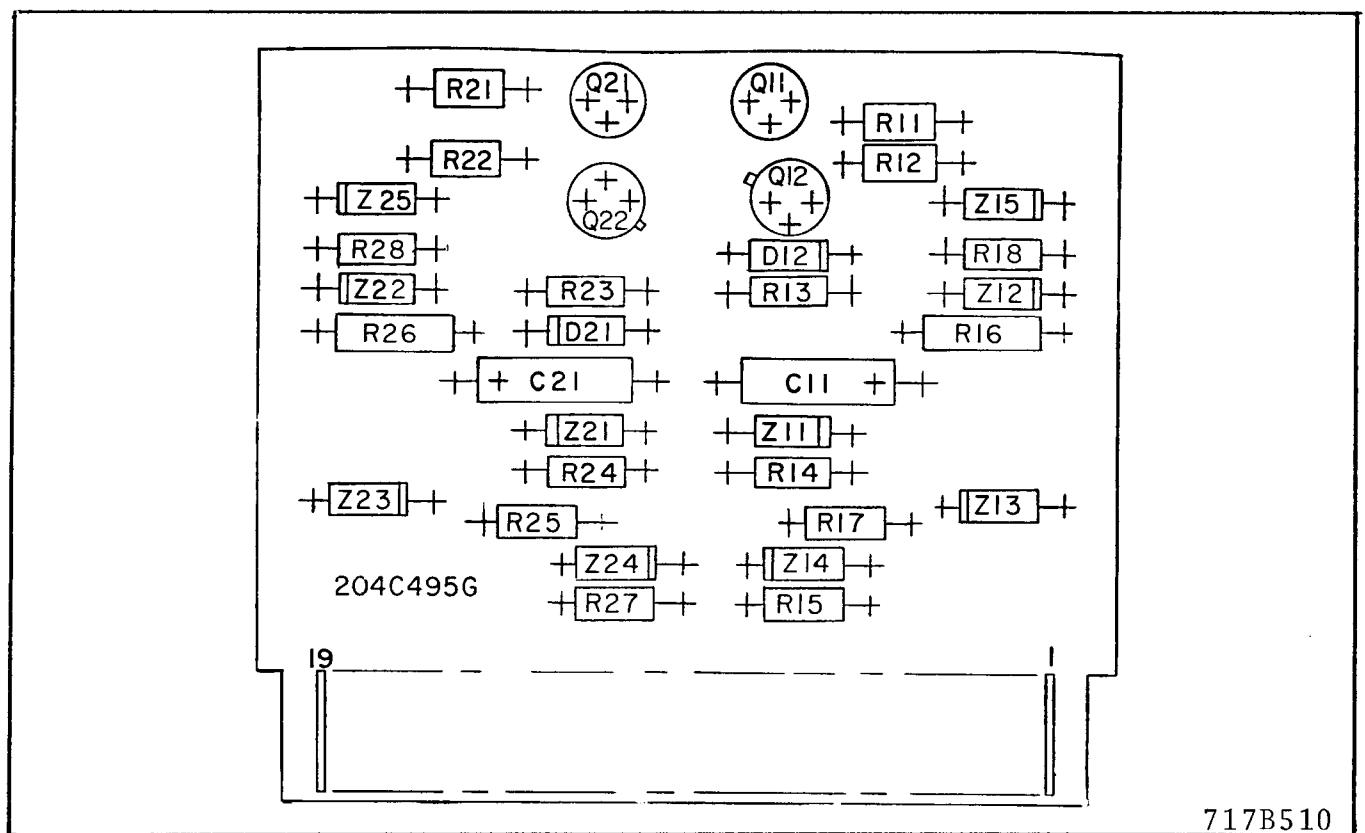 R21 Q21 Q11 R11
R22 Q22 Q12 R12
Z25 Z15
R28 D12 R18
Z22 R23 R13 Z12
R26 D21 R16
+ C21 C11 +
Z21 Z11
R24 R14
Z23 R25 R17 Z13
Z24 Z14
204C495G R27 R15
19 1
717B510